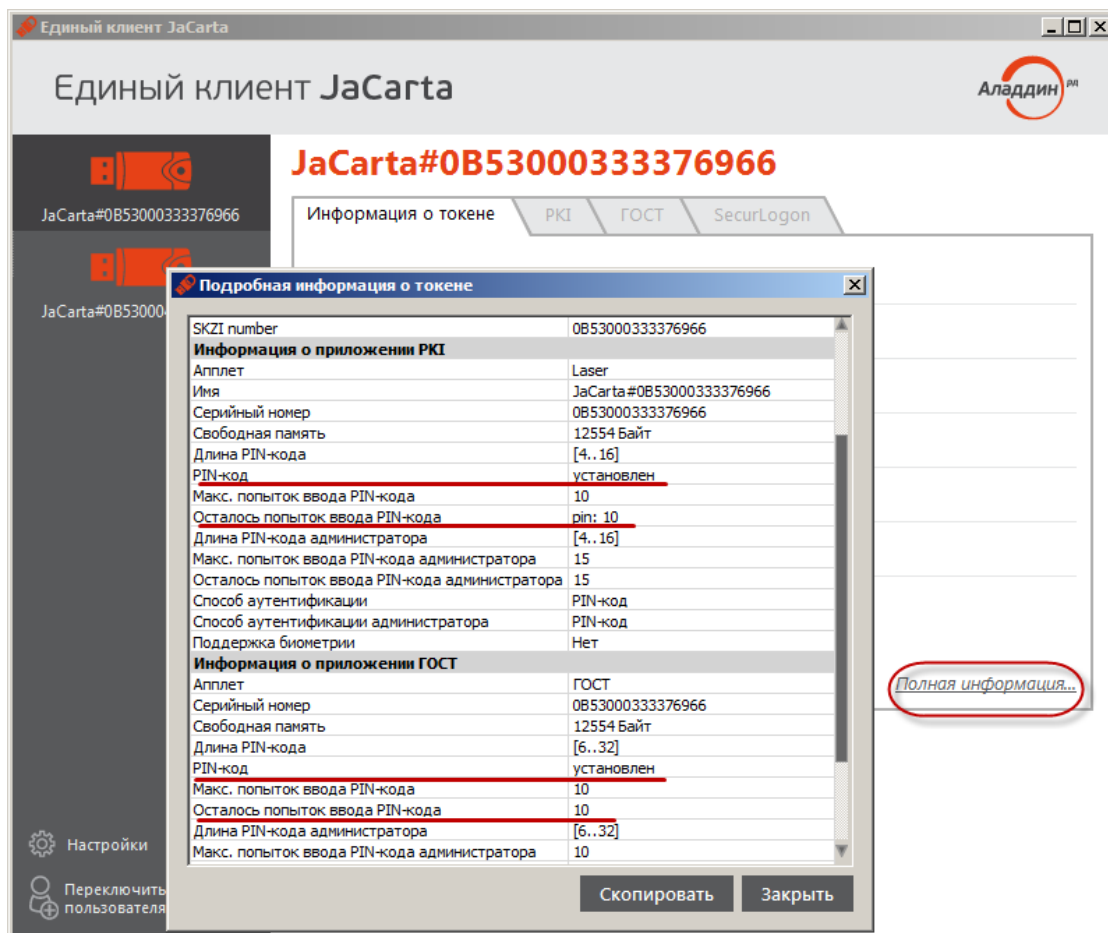 Единый клиент JaCarta
Единый клиент JaCarta
Аладдин РД
JaCarta#0B53000333376966
JaCarta#0B53000333376966
Информация о токене PKI ГОСТ SecurLogon
JaCarta#0B53000
Подробная информация о токене
SKZI number 0B53000333376966
Информация о приложении PKI
Апплет Laser
Имя JaCarta#0B53000333376966
Серийный номер 0B53000333376966
Свободная память 12554 Байт
Длина PIN-кода [4..16]
PIN-код установлен
Макс. попыток ввода PIN-кода 10
Осталось попыток ввода PIN-кода pin: 10
Длина PIN-кода администратора [4..16]
Макс. попыток ввода PIN-кода администратора 15
Осталось попыток ввода PIN-кода администратора 15
Способ аутентификации PIN-код
Способ аутентификации администратора PIN-код
Поддержка биометрии Нет
Информация о приложении ГОСТ
Апплет ГОСТ
Серийный номер 0B53000333376966
Свободная память 12554 Байт
Длина PIN-кода [6..32]
PIN-код установлен
Макс. попыток ввода PIN-кода 10
Осталось попыток ввода PIN-кода 10
Длина PIN-кода администратора [6..32]
Макс. попыток ввода PIN-кода администратора 10
Полная информация...
Скопировать Закрыть
Настройки
Переключить
пользователя